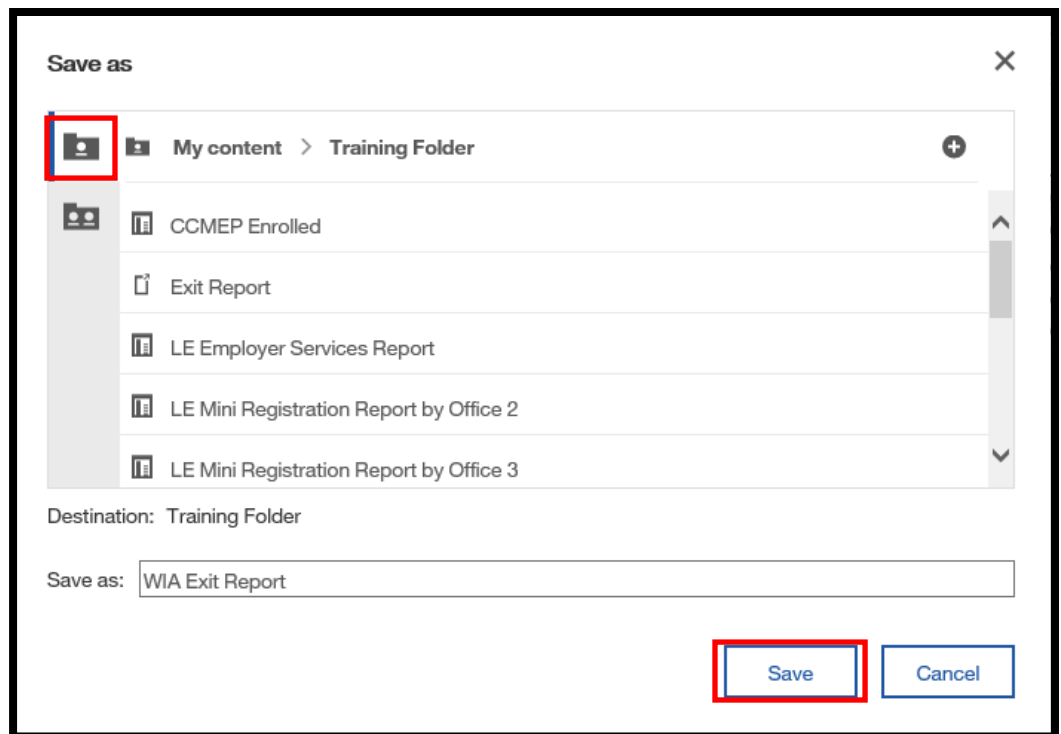 Save as
My content > Training Folder
CCMEP Enrolled
Exit Report
LE Employer Services Report
LE Mini Registration Report by Office 2
LE Mini Registration Report by Office 3
Destination: Training Folder
Save as: WIA Exit Report
Save Cancel